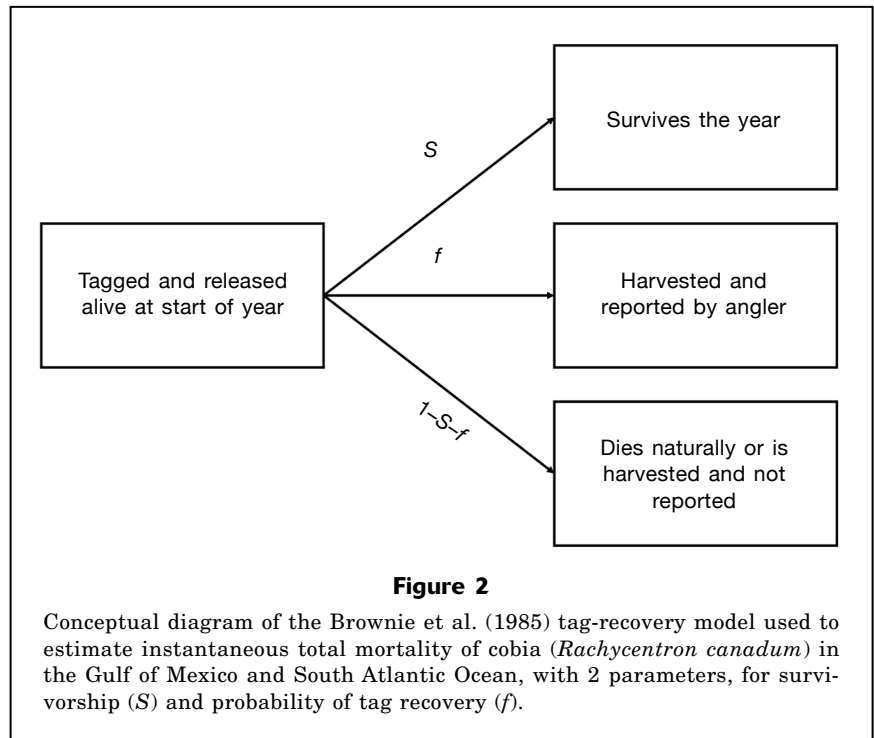 Survives the year
S
f
Tagged and released
alive at start of year
Harvested and
reported by angler
1–S–f
Dies naturally or is
harvested and not
reported
Figure 2
Conceptual diagram of the Brownie et al. (1985) tag-recovery model used to
estimate instantaneous total mortality of cobia (Rachycentron canadum) in
the Gulf of Mexico and South Atlantic Ocean, with 2 parameters, for survi-
vorship (S) and probability of tag recovery (f).